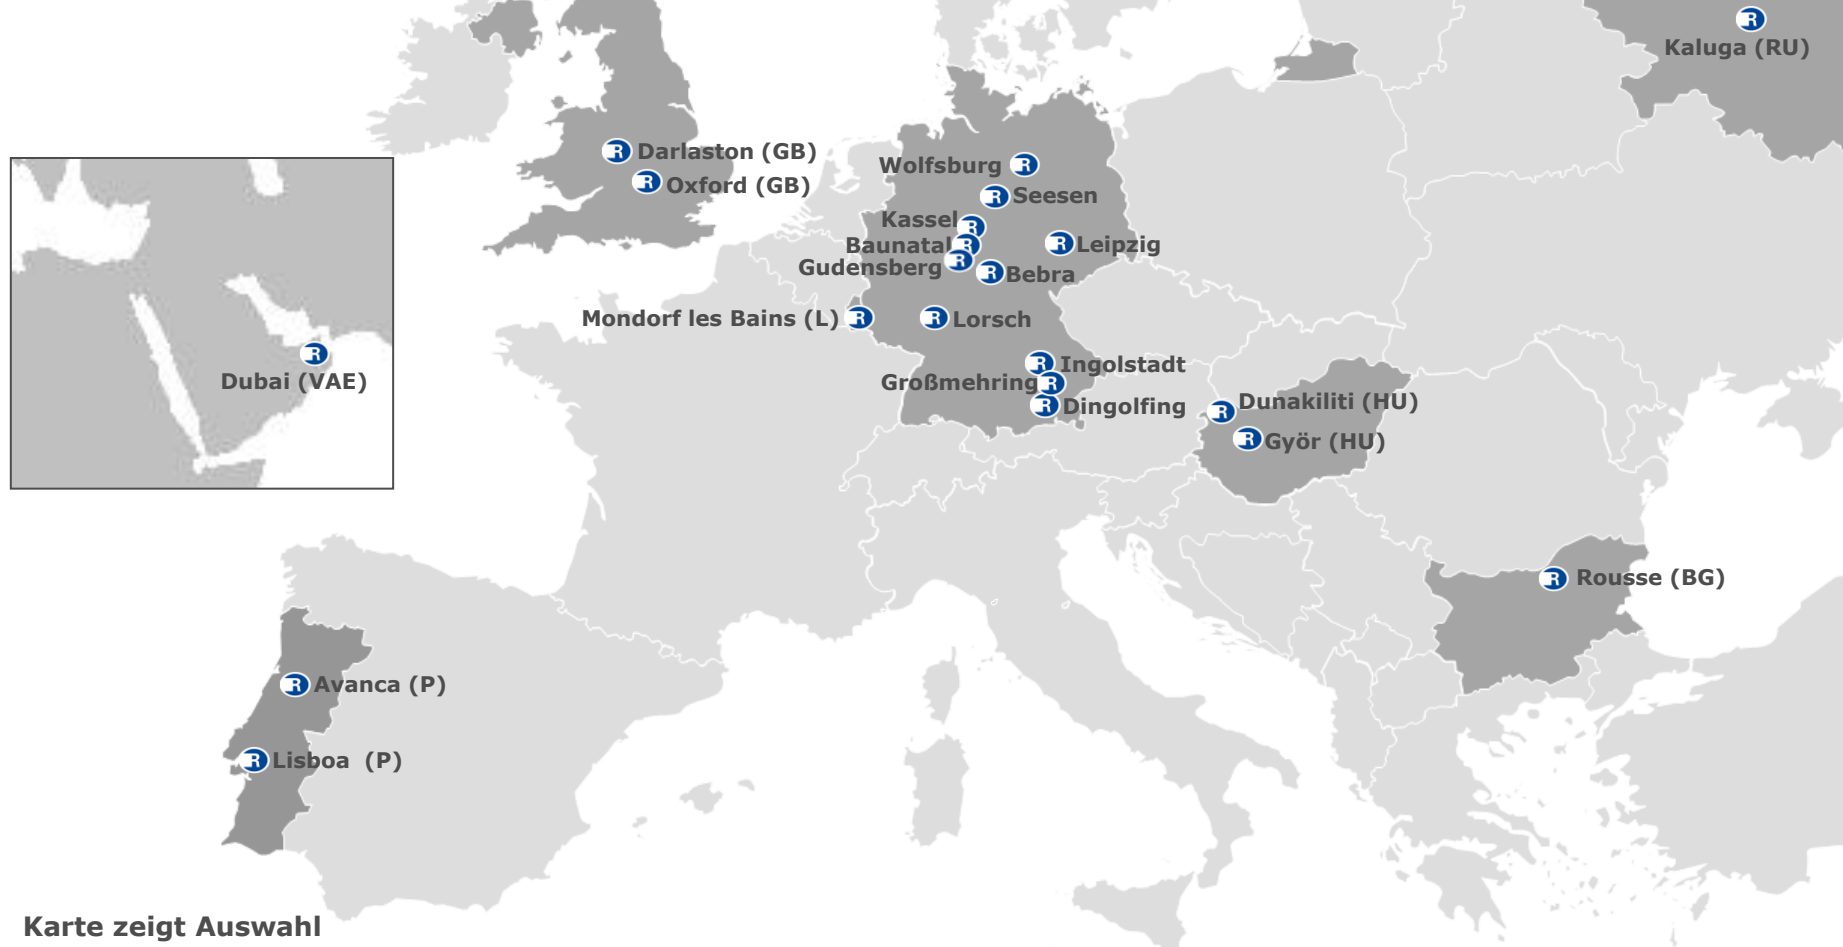 Kaluga (RU)
Darlaston (GB)
Oxford (GB)
Wolfsburg
Seesen
Kassel
Baunatal
Leipzig
Gudensberg
Bebra
Mondorf les Bains (L)
Lorsch
Dubai (VAE)
Ingolstadt
Großmehring
Dingolfing
Dunakiliti (HU)
Györ (HU)
Rousse (BG)
Avanca (P)
Lisboa (P)
Karte zeigt Auswahl